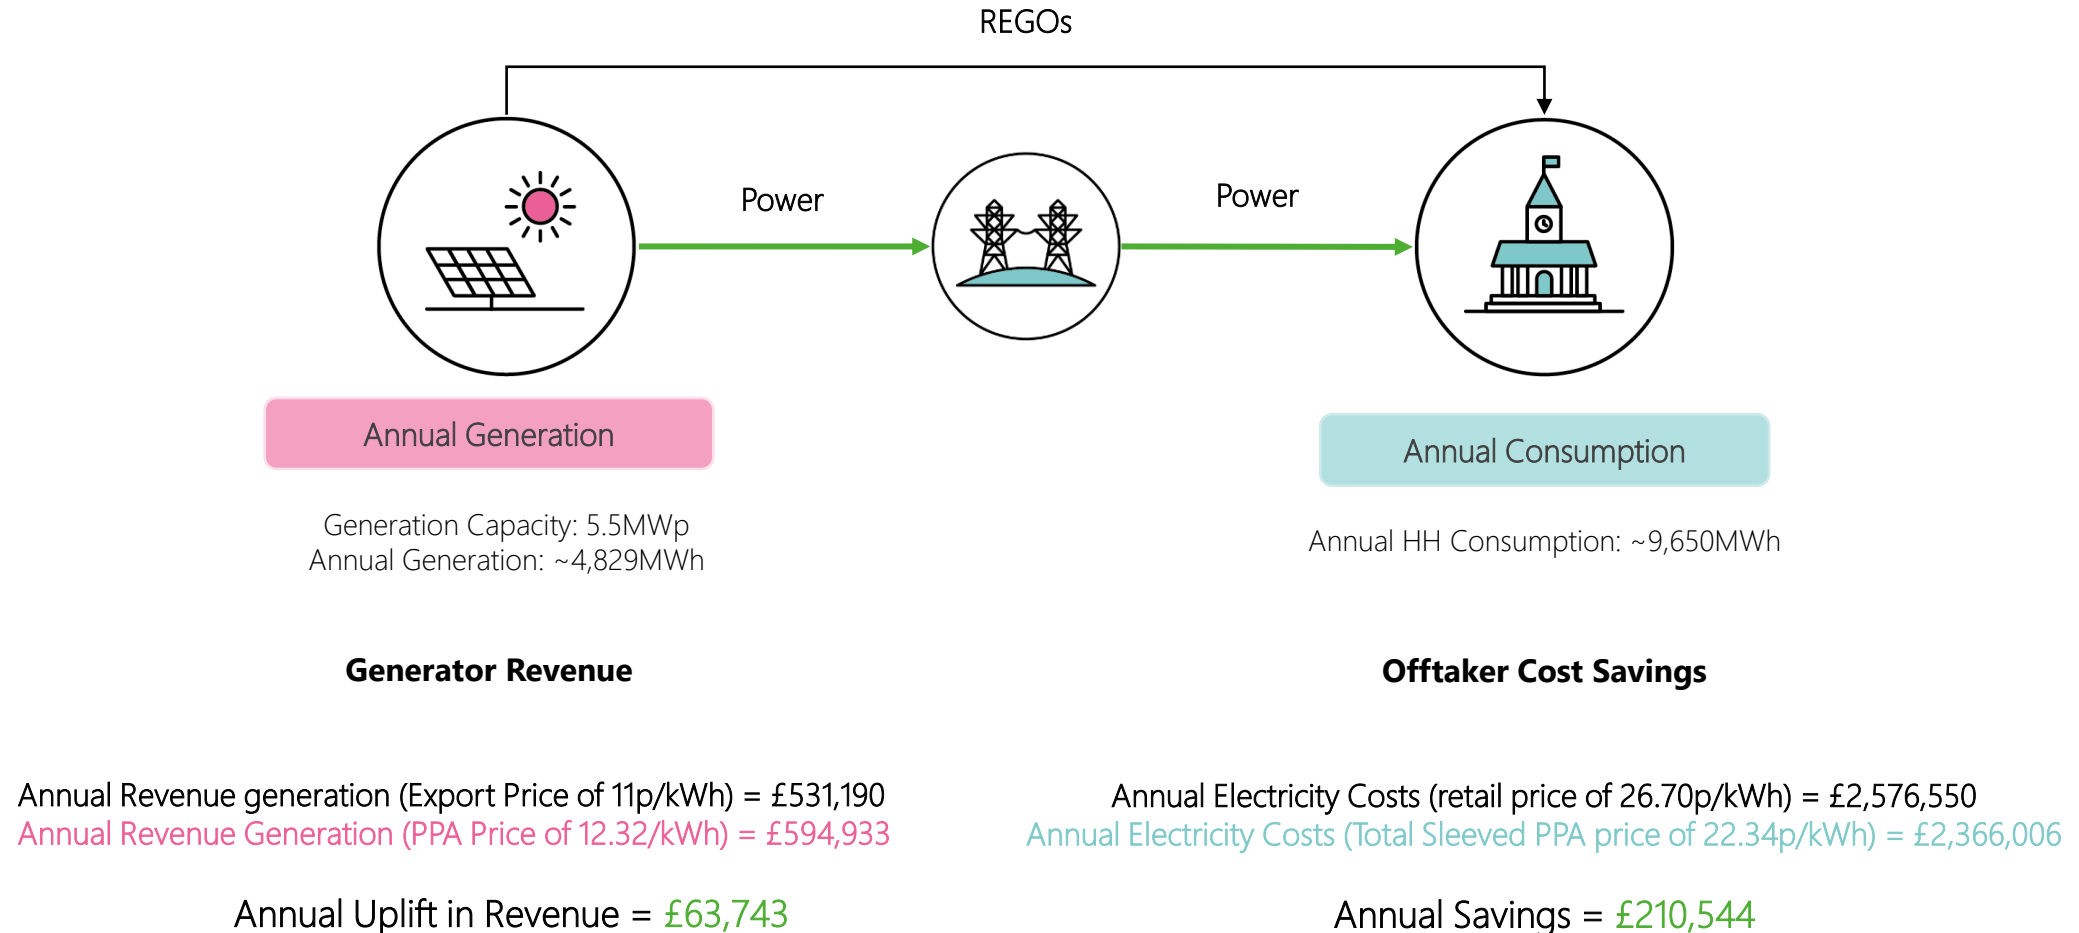 REGOs
Power
Power
Annual Generation
Generation Capacity: 5.5MWp
Annual Generation: ~4,829MWh
Annual Consumption
Annual HH Consumption: ~9,650MWh
Generator Revenue
Annual Revenue generation (Export Price of 11p/kWh) = £531,190
Annual Revenue Generation (PPA Price of 12.32/kWh) = £594,933
Annual Uplift in Revenue = £63,743
Offtaker Cost Savings
Annual Electricity Costs (retail price of 26.70p/kWh) = £2,576,550
Annual Electricity Costs (Total Sleeved PPA price of 22.34p/kWh) = £2,366,006
Annual Savings = £210,544